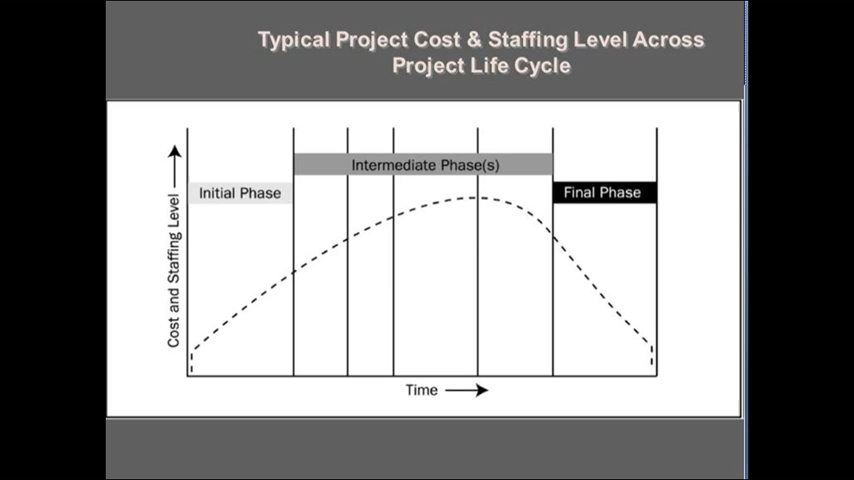 Typical Project Cost & Staffing Level Across
Project Life Cycle
Intermediate Phase(s)
Initial Phase
Final Phase
Cost and Staffing Level
Time